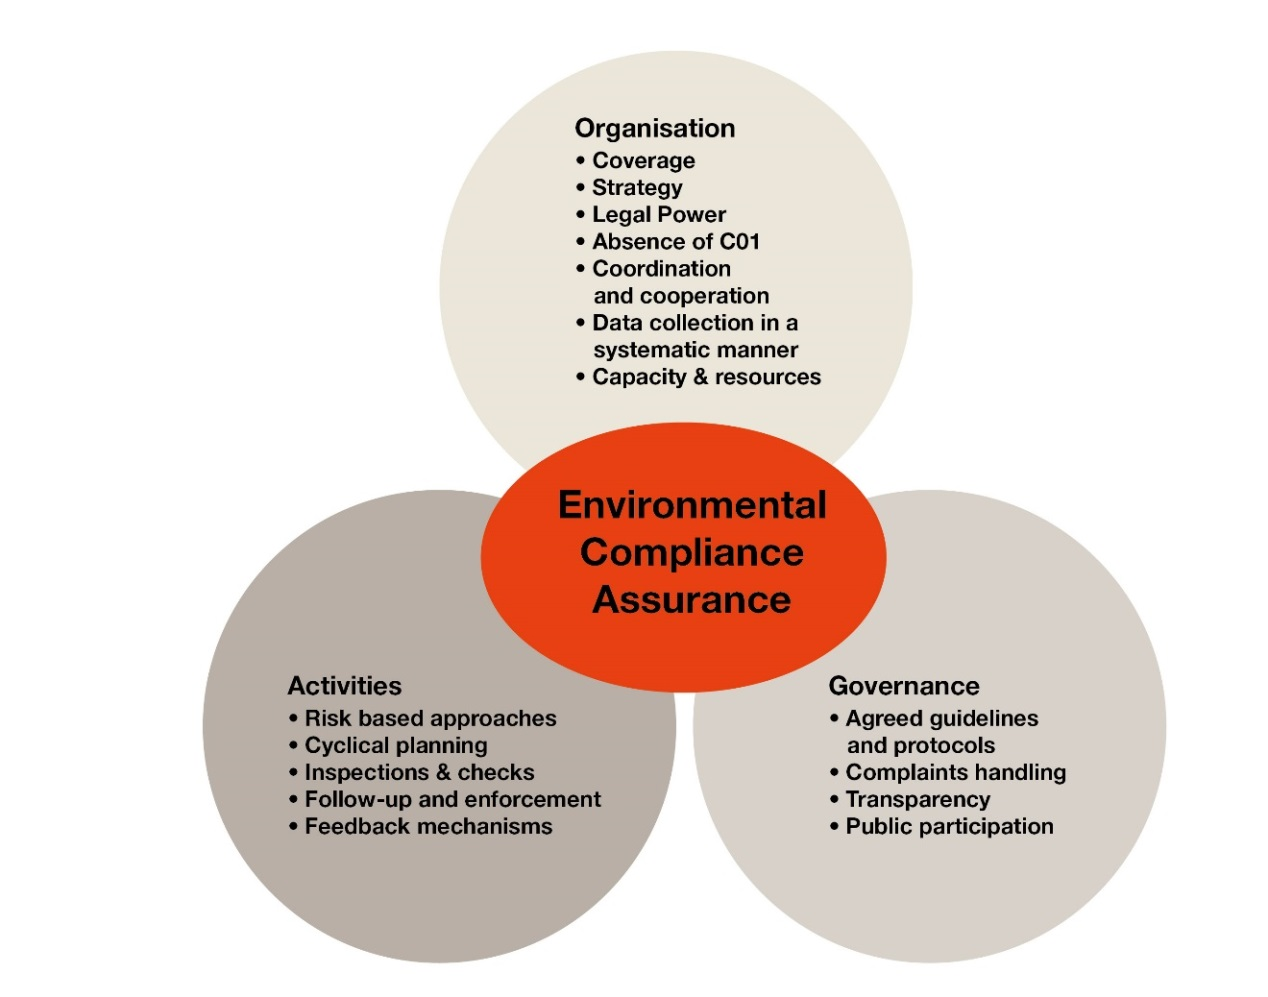 Organisation
• Coverage
• Strategy
• Legal Power
• Absence of C01
• Coordination
and cooperation
• Data collection in a
systematic manner
• Capacity & resources
Environmental
Compliance
Assurance
Activities
• Risk based approaches
• Cyclical planning
• Inspections & checks
• Follow-up and enforcement
• Feedback mechanisms
Governance
• Agreed guidelines
and protocols
• Complaints handling
• Transparency
• Public participation